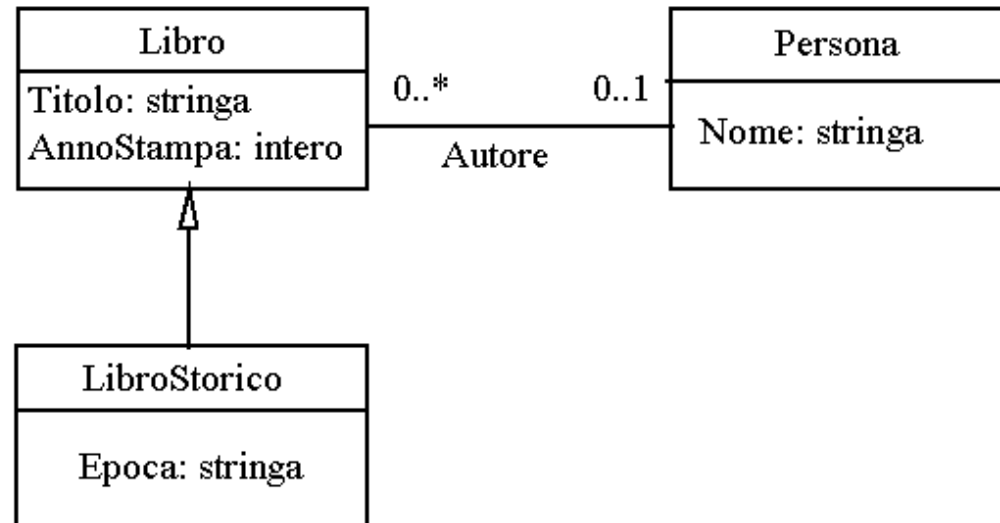 Libro
Titolo: stringa
AnnoStampa: intero
0..*
0..1
Autore
Persona
Nome: stringa
LibroStorico
Epoca: stringa